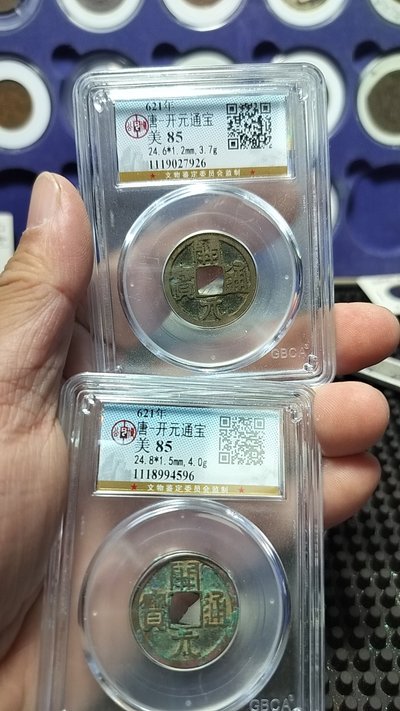 621年
唐·开元通宝
美 85
24.6*1.2mm, 3.7g
1119027926
文物鉴定委员会监制
開元通寳
GBCA
621年
唐·开元通宝
美 85
24.8*1.5mm, 4.0g
1118994596
文物鉴定委员会监制
開元通寳
GBCA